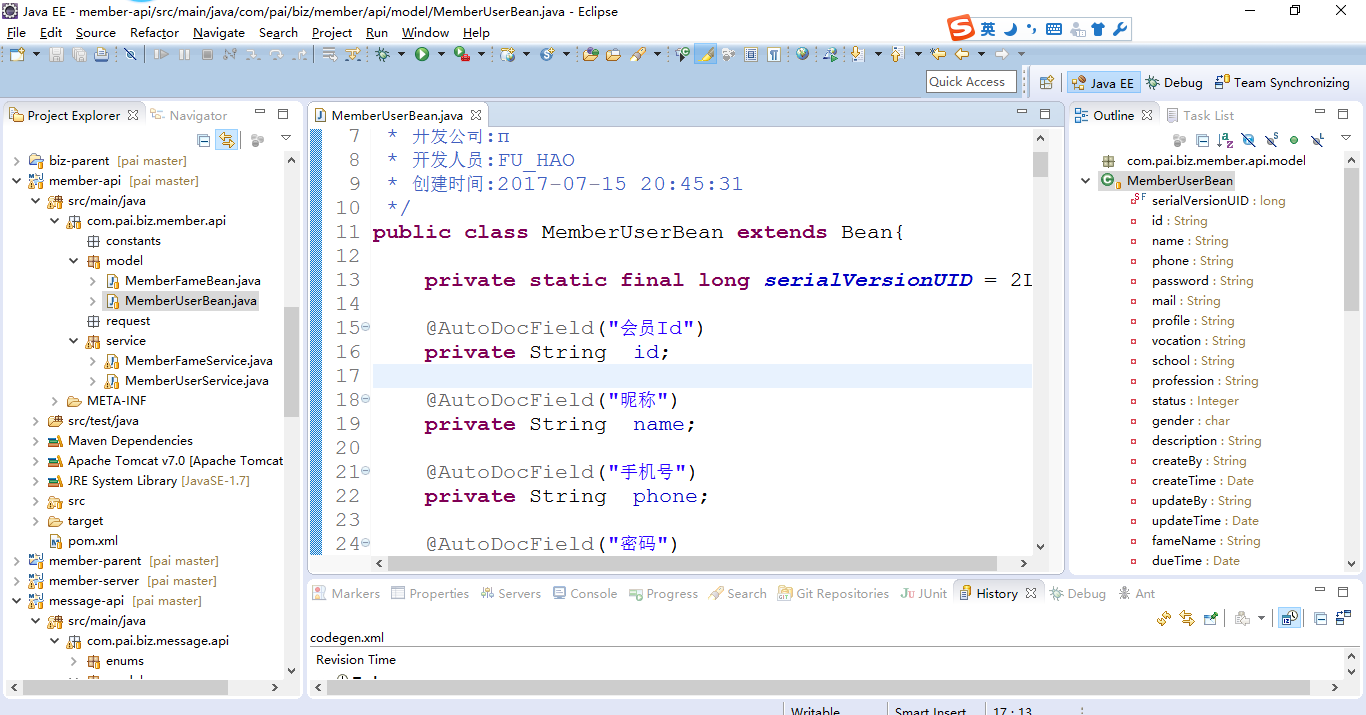 Java EE - member-api/src/main/java/com/pai/biz/member/api/model/MemberUserBean.java - Eclipse
File Edit Source Refactor Navigate Search Project Run Window Help
英
Quick Access
Java EE
Debug
Team Synchronizing
Project Explorer
Navigator
biz-parent [pai master]
member-api [pai master]
src/main/java
com.pai.biz.member.api
constants
model
MemberFameBean.java
MemberUserBean.java
request
service
MemberFameService.java
MemberUserService.java
META-INF
src/test/java
Maven Dependencies
Apache Tomcat v7.0 [Apache Tomcat
JRE System Library [JavaSE-1.7]
src
target
pom.xml
member-parent [pai master]
member-server [pai master]
message-api [pai master]
src/main/java
com.pai.biz.message.api
enums
MemberUserBean.java
7 * 开发公司:π
8 * 开发人员:FU_HAO
9 * 创建时间:2017-07-15 20:45:31
10 */
11 public class MemberUserBean extends Bean{
12
13 private static final long serialVersionUID = 2
14
15 @AutoDocField("会员Id")
16 private String id;
17
18 @AutoDocField("昵称")
19 private String name;
20
21 @AutoDocField("手机号")
22 private String phone;
23
24 @AutoDocField("密码")
Outline
Task List
com.pai.biz.member.api.model
MemberUserBean
serialVersionUID : long
id : String
name : String
phone : String
password : String
mail : String
profile : String
vocation : String
school : String
profession : String
status : Integer
gender : char
description : String
createBy : String
createTime : Date
updateBy : String
updateTime : Date
fameName : String
dueTime : Date
Markers Properties Servers Console Progress Search Git Repositories JUnit History Debug Ant
codegen.xml
Revision Time
Writable Smart Insert 17 : 13